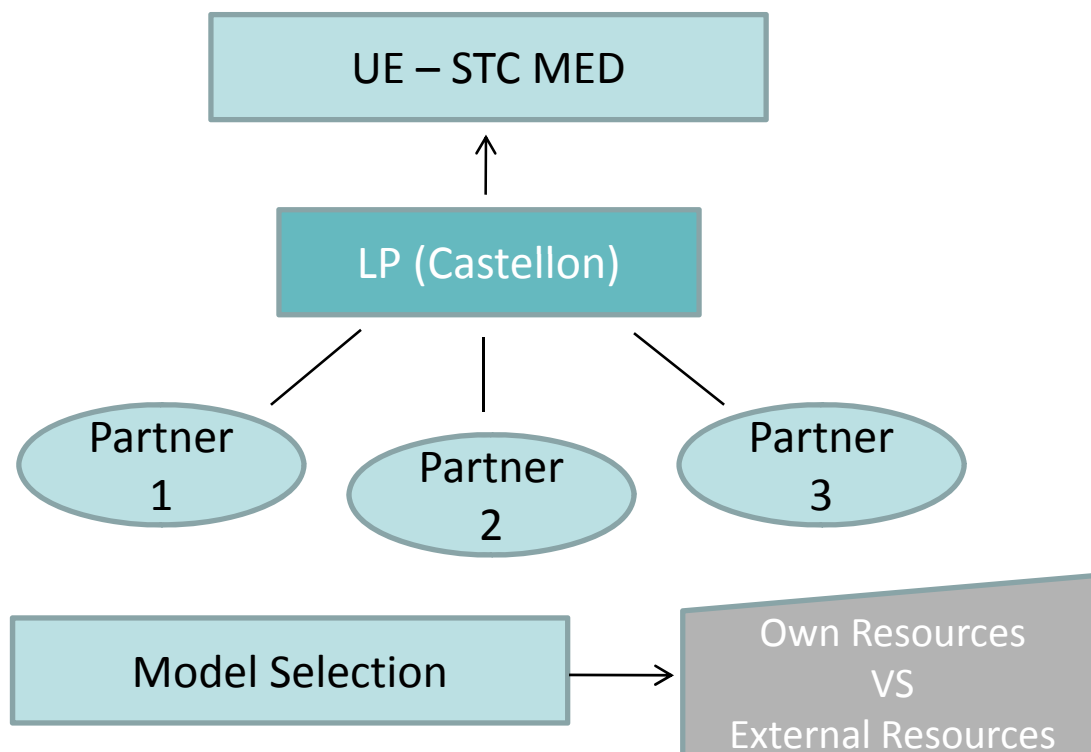 UE – STC MED
LP (Castellon)
Partner
1
Partner
2
Partner
3
Model Selection
Own Resources
VS
External Resources